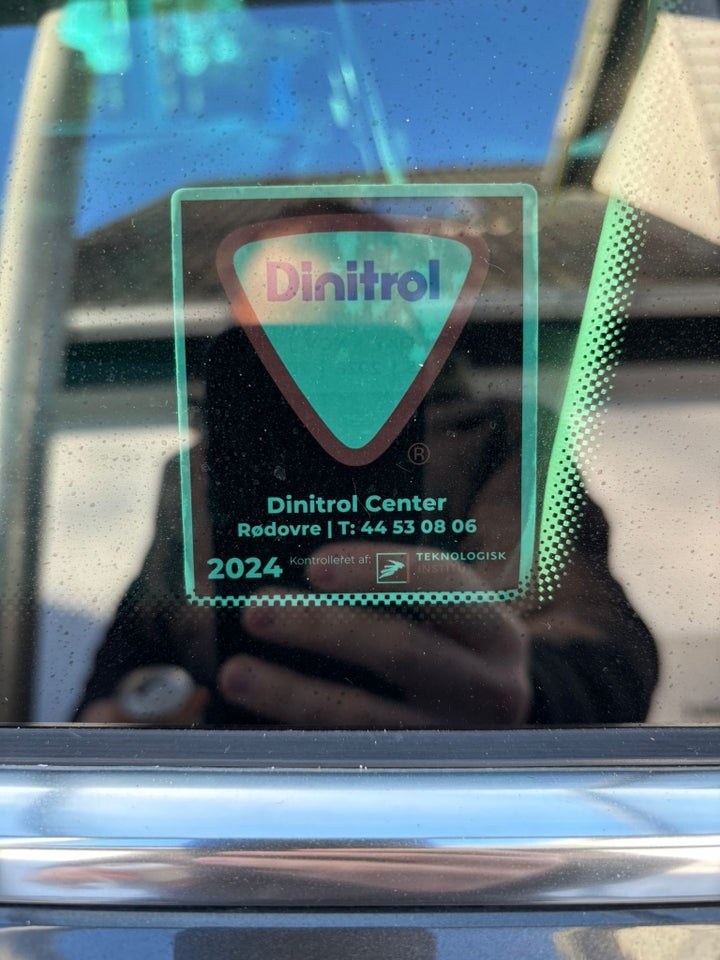 Dinitrol
®
Dinitrol Center
Rødovre | T: 44 53 08 06
2024 Kontrolleret af: TEKNOLOGISK